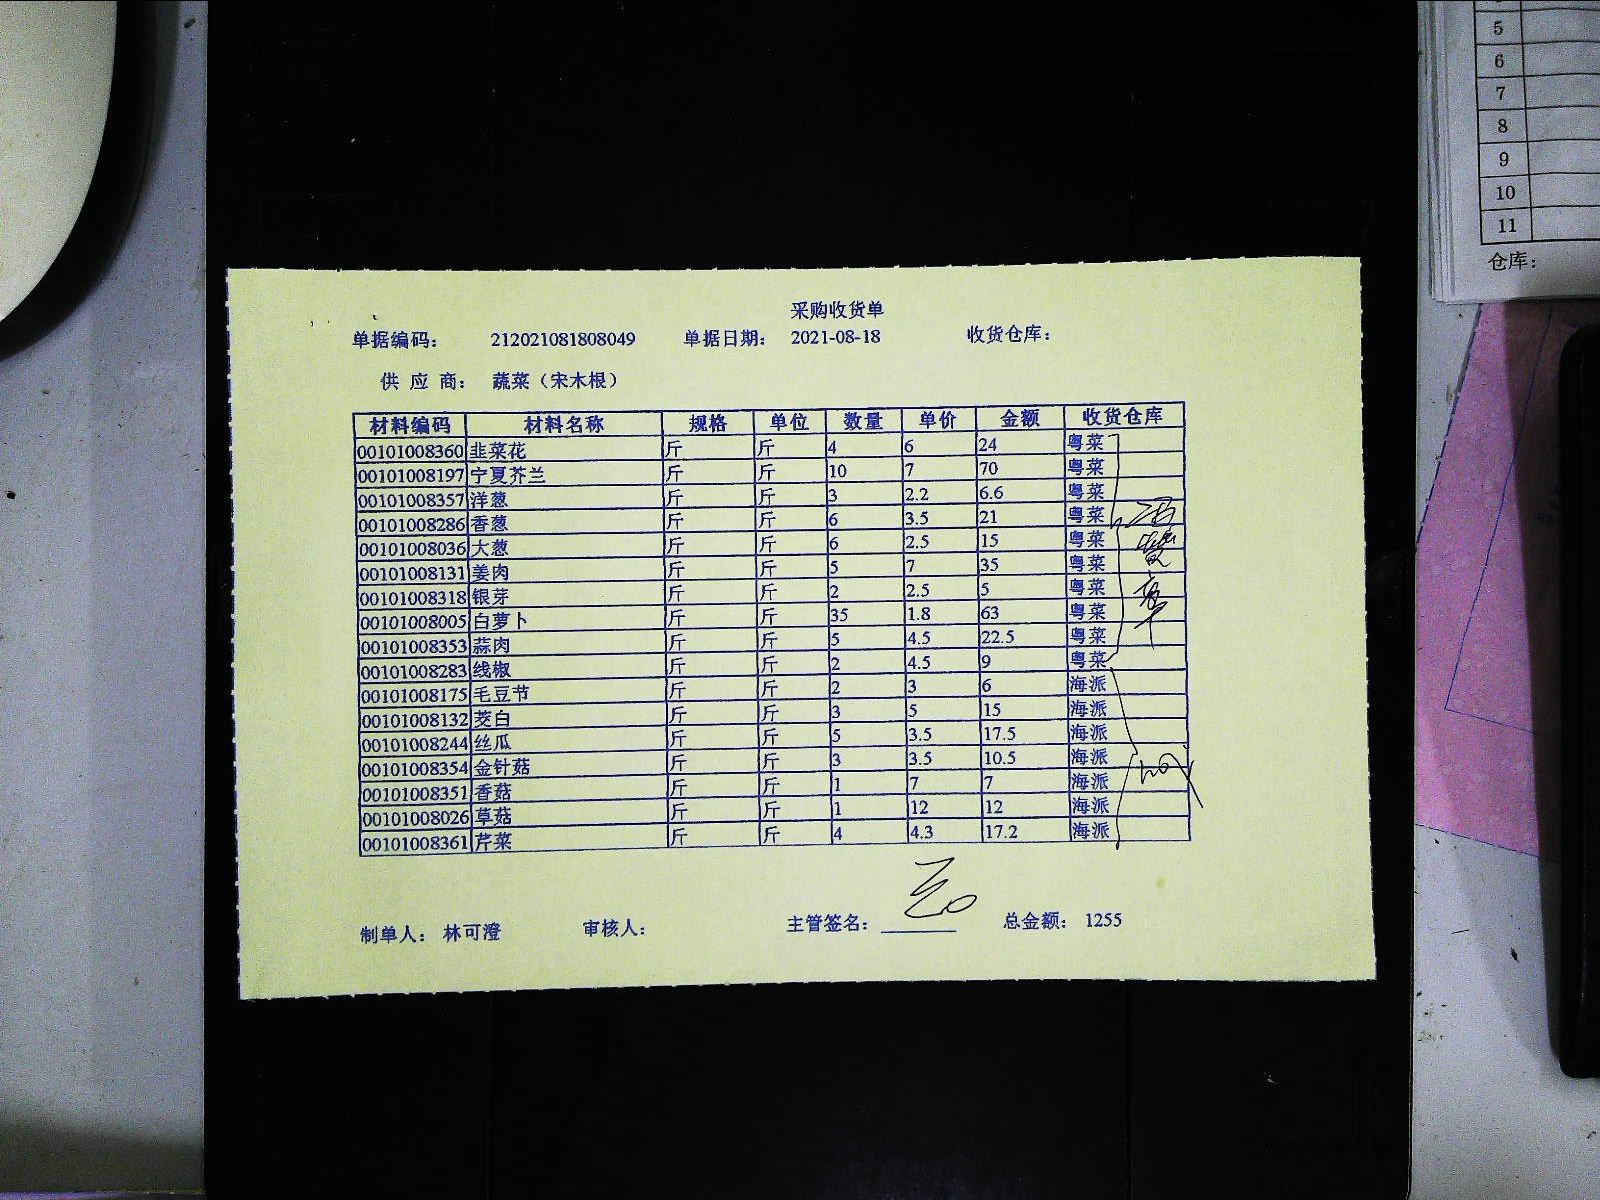 5
6
7
8
9
10
11
仓库：
采购收货单
单据编码： 212021081808049 单据日期： 2021-08-18 收货仓库：
供 应 商： 蔬菜（宋木根）
材料编码 材料名称 规格 单位 数量 单价 金额 收货仓库
00101008360 韭菜花 斤 斤 4 6 24 粤菜
00101008197 宁夏芥兰 斤 斤 10 7 70 粤菜
00101008357 洋葱 斤 斤 3 2.2 6.6 粤菜
00101008286 香葱 斤 斤 6 3.5 21 粤菜
00101008036 大葱 斤 斤 6 2.5 15 粤菜
00101008131 姜肉 斤 斤 5 7 35 粤菜
00101008318 银芽 斤 斤 2 2.5 5 粤菜
00101008005 白萝卜 斤 斤 35 1.8 63 粤菜
00101008353 蒜肉 斤 斤 5 4.5 22.5 粤菜
00101008283 线椒 斤 斤 2 4.5 9 粤菜
00101008175 毛豆节 斤 斤 2 3 6 海派
00101008132 茭白 斤 斤 3 5 15 海派
00101008244 丝瓜 斤 斤 5 3.5 17.5 海派
00101008354 金针菇 斤 斤 3 3.5 10.5 海派
00101008351 香菇 斤 斤 1 7 7 海派
00101008026 草菇 斤 斤 1 12 12 海派
00101008361 芹菜 斤 斤 4 4.3 17.2 海派
制单人： 林可澄 审核人： 主管签名： 总金额： 1255